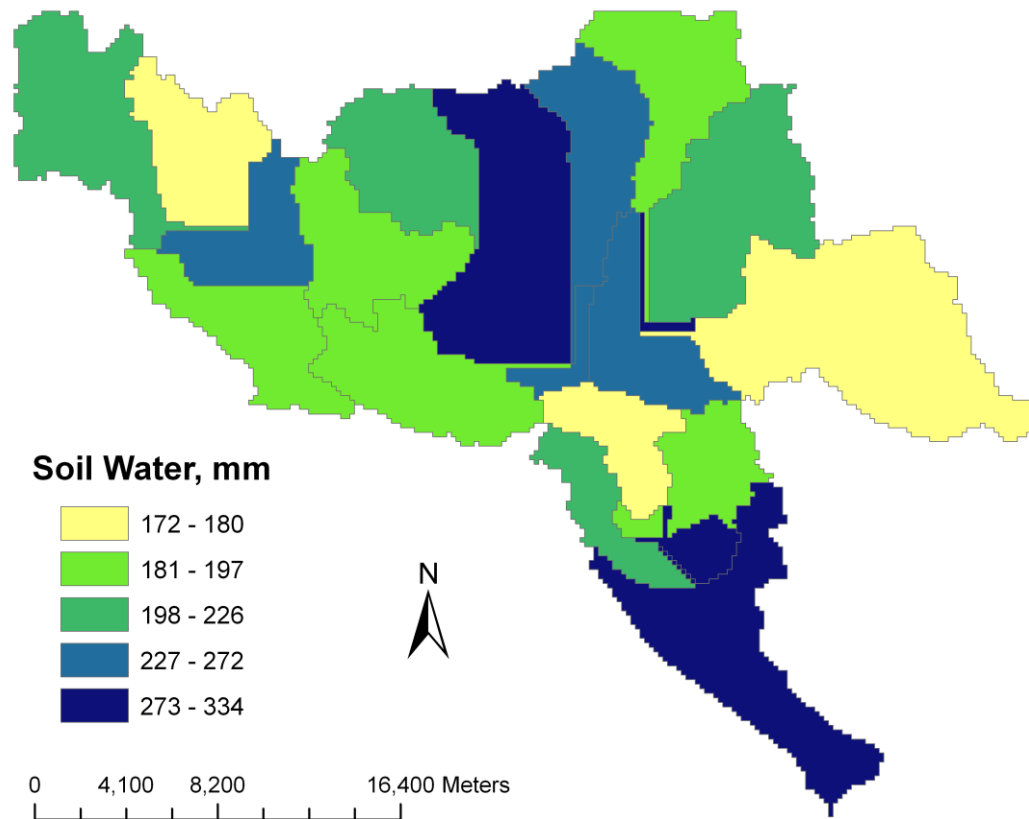 Soil Water, mm
172 - 180
181 - 197
198 - 226
227 - 272
273 - 334
N
0 4,100 8,200 16,400 Meters